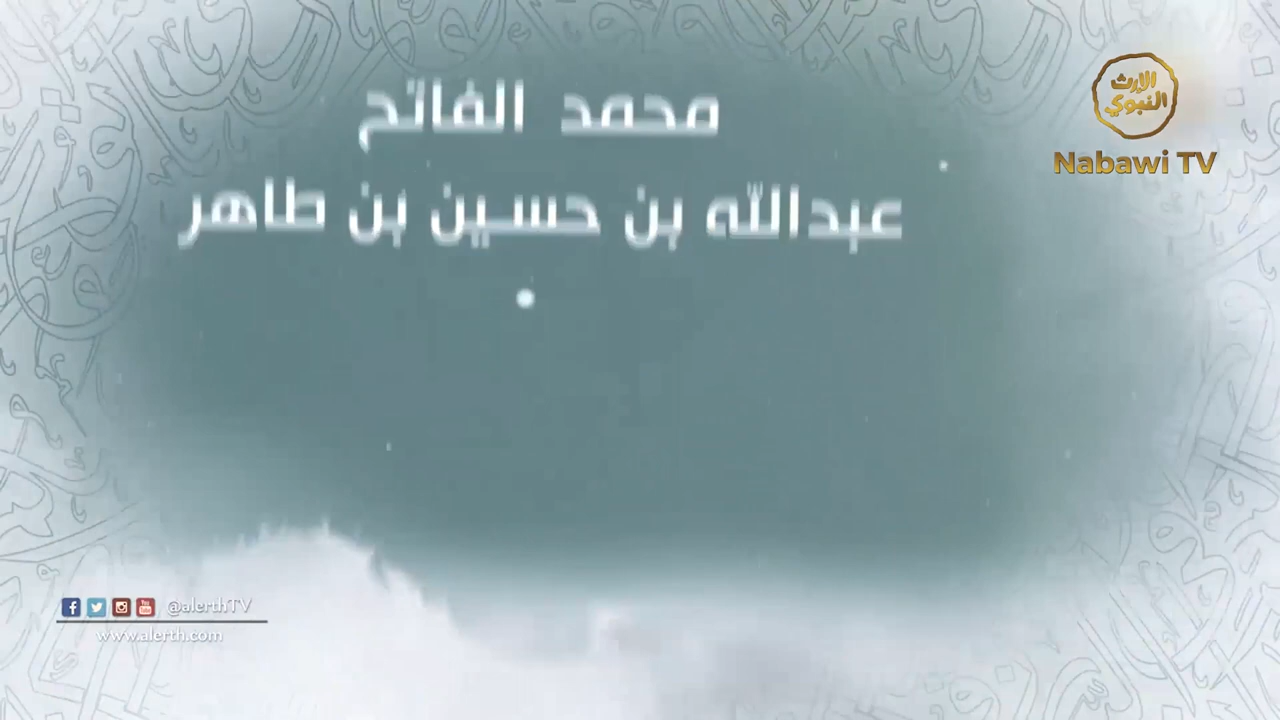 محمد الفاتح
عبدالله بن حسين بن طاهر
الإرث
النبوي
Nabawi TV
@alerthTV
www.alerth.com